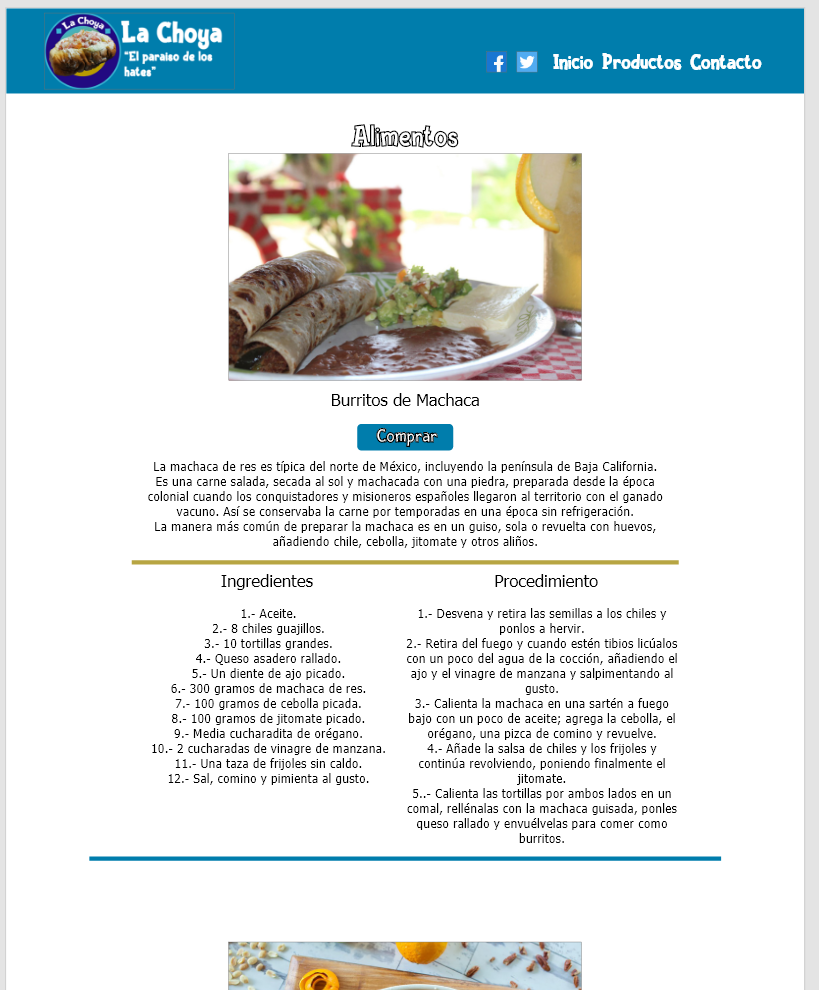 La Choya
La Choya
"El paraiso de los
hates"
Inicio Productos Contacto
Alimentos
Burritos de Machaca
Comprar
La machaca de res es típica del norte de México, incluyendo la península de Baja California.
Es una carne salada, secada al sol y machacada con una piedra, preparada desde la época
colonial cuando los conquistadores y misioneros españoles llegaron al territorio con el ganado
vacuno. Así se conservaba la carne por temporadas en una época sin refrigeración.
La manera más común de preparar la machaca es en un guiso, sola o revuelta con huevos,
añadiendo chile, cebolla, jitomate y otros aliños.
Ingredientes
1.- Aceite.
2.- 8 chiles guajillos.
3.- 10 tortillas grandes.
4.- Queso asadero rallado.
5.- Un diente de ajo picado.
6.- 300 gramos de machaca de res.
7.- 100 gramos de cebolla picada.
8.- 100 gramos de jitomate picado.
9.- Media cucharadita de orégano.
10.- 2 cucharadas de vinagre de manzana.
11.- Una taza de frijoles sin caldo.
12.- Sal, comino y pimienta al gusto.
Procedimiento
1.- Desvena y retira las semillas a los chiles y
ponlos a hervir.
2.- Retira del fuego y cuando estén tibios licúalos
con un poco del agua de la cocción, añadiendo el
ajo y el vinagre de manzana y salpimentando al
gusto.
3.- Calienta la machaca en una sartén a fuego
bajo con un poco de aceite; agrega la cebolla, el
orégano, una pizca de comino y revuelve.
4.- Añade la salsa de chiles y los frijoles y
continúa revolviendo, poniendo finalmente el
jitomate.
5..- Calienta las tortillas por ambos lados en un
comal, rellénalas con la machaca guisada, ponles
queso rallado y envuélvelas para comer como
burritos.